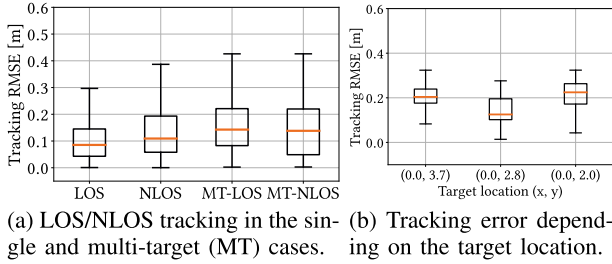 Tracking RMSE [m]
0.6
0.5
0.4
0.3
0.2
0.1
0.0
LOS NLOS MT-LOS MT-NLOS
(a) LOS/NLOS tracking in the sin-
gle and multi-target (MT) cases.
Tracking RMSE [m]
0.6
0.4
0.2
0.0
(0.0, 3.7) (0.0, 2.8) (0.0, 2.0)
Target location (x, y)
(b) Tracking error depend-
ing on the target location.